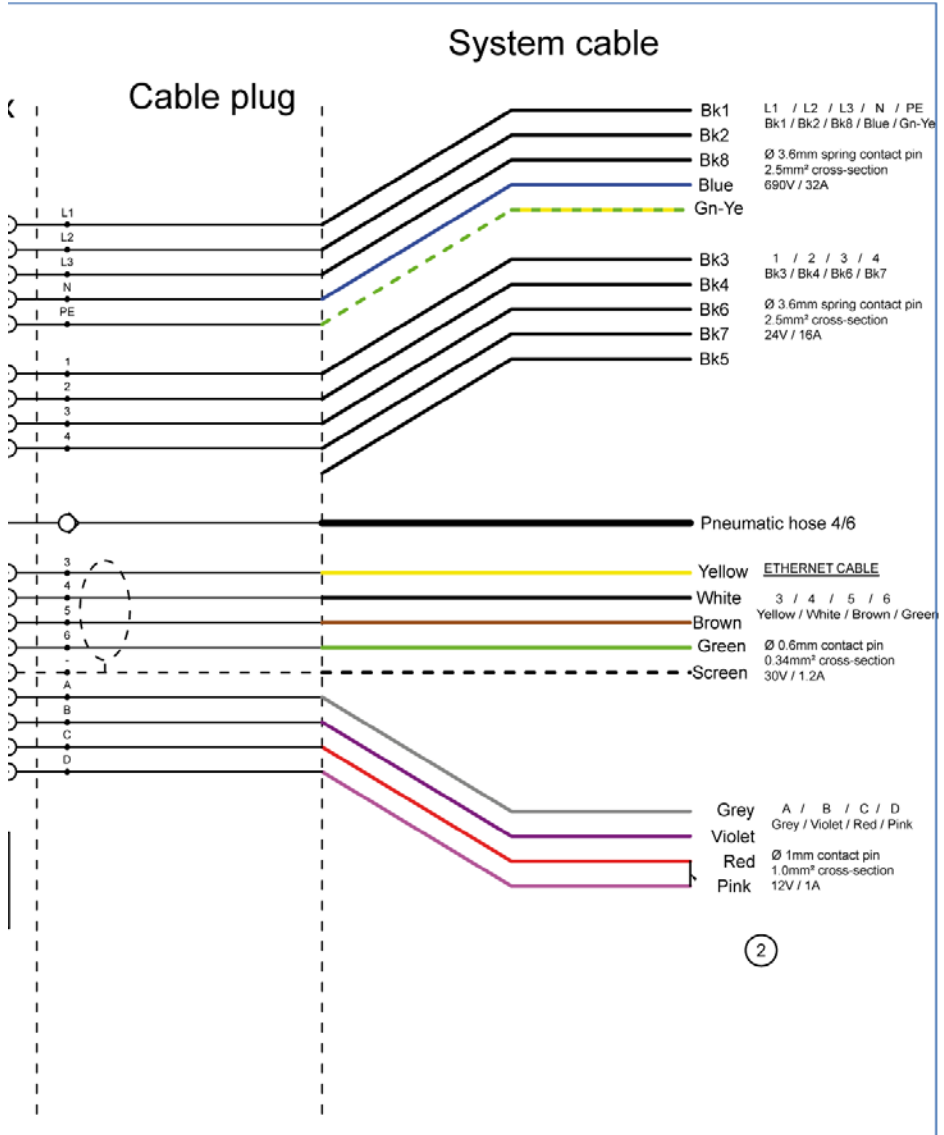 System cable
Cable plug
Bk1
Bk2
Bk8
Blue
Gn-Ye
L1 / L2 / L3 / N / PE
Bk1 / Bk2 / Bk8 / Blue / Gn-Ye
Ø 3.6mm spring contact pin
2.5mm² cross-section
690V / 32A
L1
L2
L3
N
PE
Bk3
Bk4
Bk6
Bk7
Bk5
1 / 2 / 3 / 4
Bk3 / Bk4 / Bk6 / Bk7
Ø 3.6mm spring contact pin
2.5mm² cross-section
24V / 16A
1
2
3
4
Pneumatic hose 4/6
3
4
5
6
-
A
B
C
D
Yellow
White
Brown
Green
Screen
ETHERNET CABLE
3 / 4 / 5 / 6
Yellow / White / Brown / Green
Ø 0.6mm contact pin
0.34mm² cross-section
30V / 1.2A
Grey
Violet
Red
Pink
A / B / C / D
Grey / Violet / Red / Pink
Ø 1mm contact pin
1.0mm² cross-section
12V / 1A
2